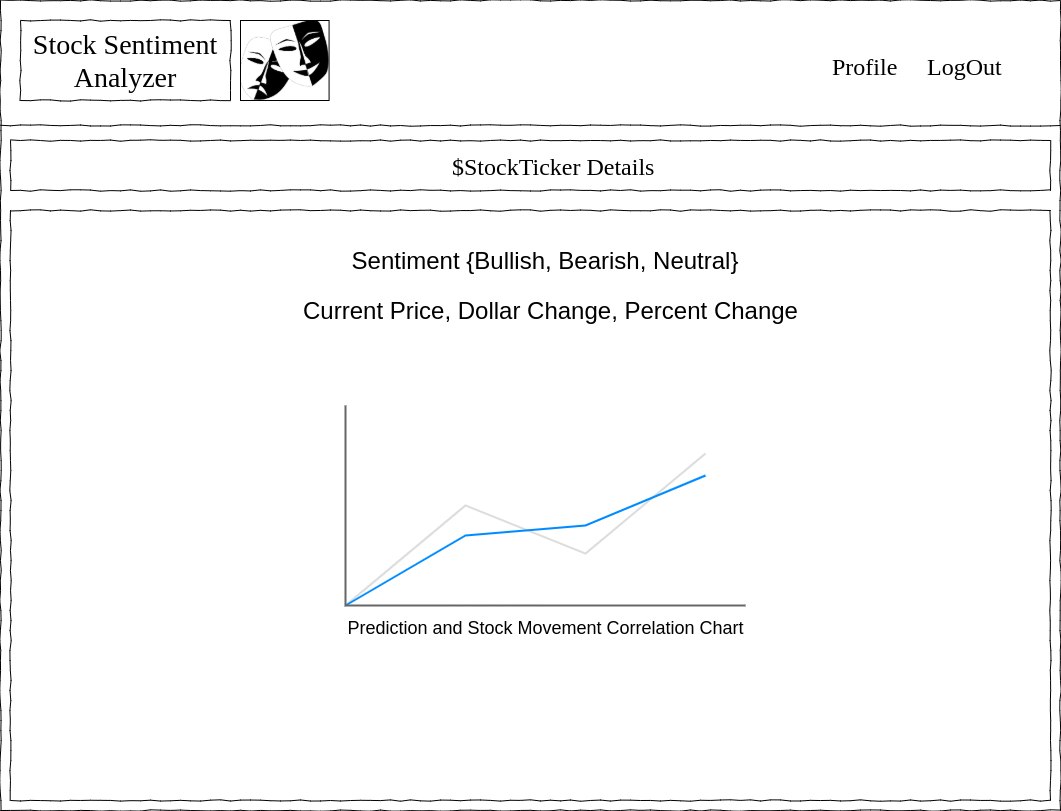 Stock Sentiment
Analyzer
Profile LogOut
$StockTicker Details
Sentiment {Bullish, Bearish, Neutral}
Current Price, Dollar Change, Percent Change
Prediction and Stock Movement Correlation Chart